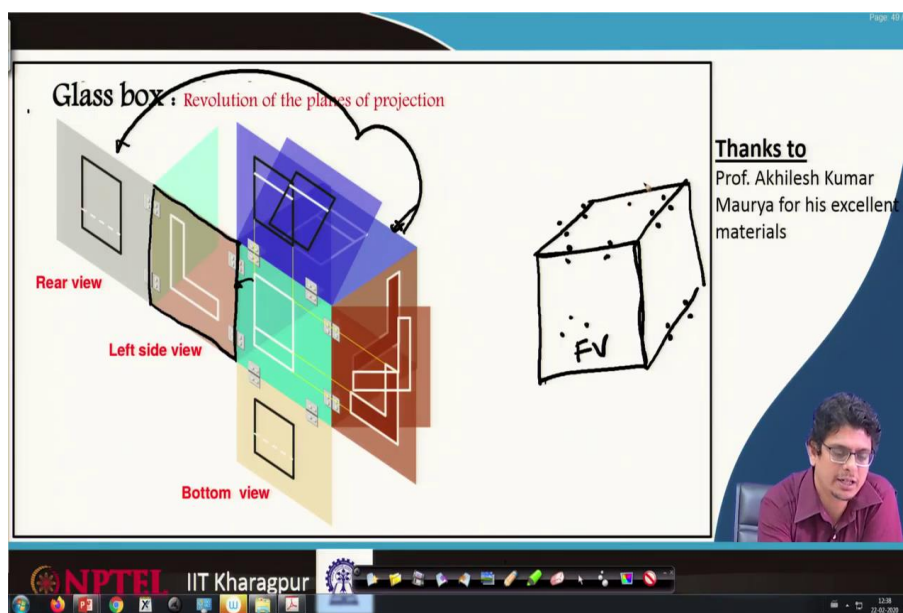 Page: 49
Glass box : Revolution of the planes of projection
Thanks to
Prof. Akhilesh Kumar
Maurya for his excellent
materials
Rear view
Left side view
FV
Bottom view
NPTEL IIT Kharagpur
12:38
22-02-2020